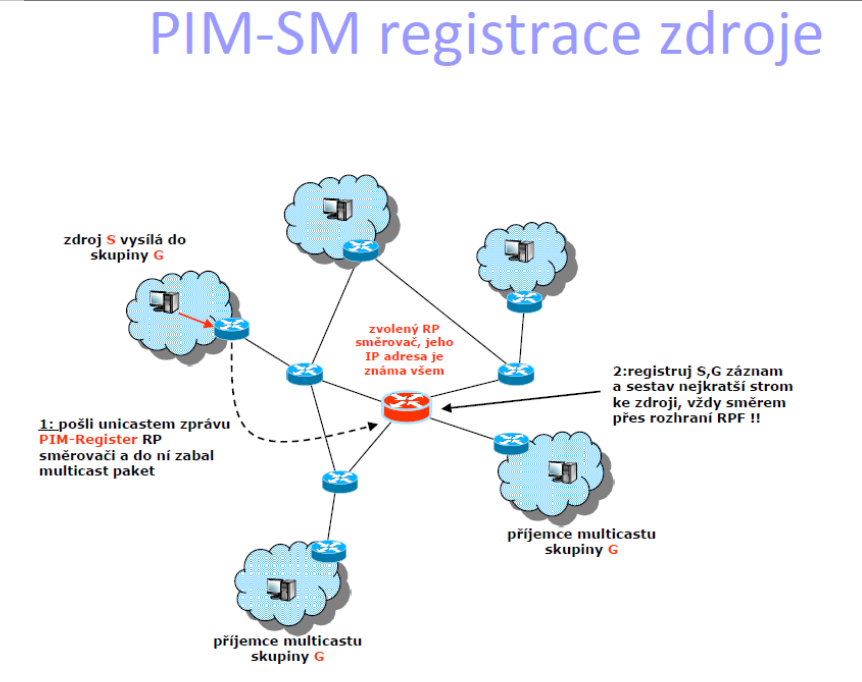 PIM-SM registrace zdroje
zdroj S vysílá do
skupiny G
zvolený RP
směrovač, jeho
IP adresa je
známa všem
2:registruj S,G záznam
a sestav nejkratší strom
ke zdroji, vždy směrem
přes rozhraní RPF !!
1: pošli unicastem zprávu
PIM-Register RP
směrovači a do ní zabal
multicast paket
příjemce multicastu
skupiny G
příjemce multicastu
skupiny G